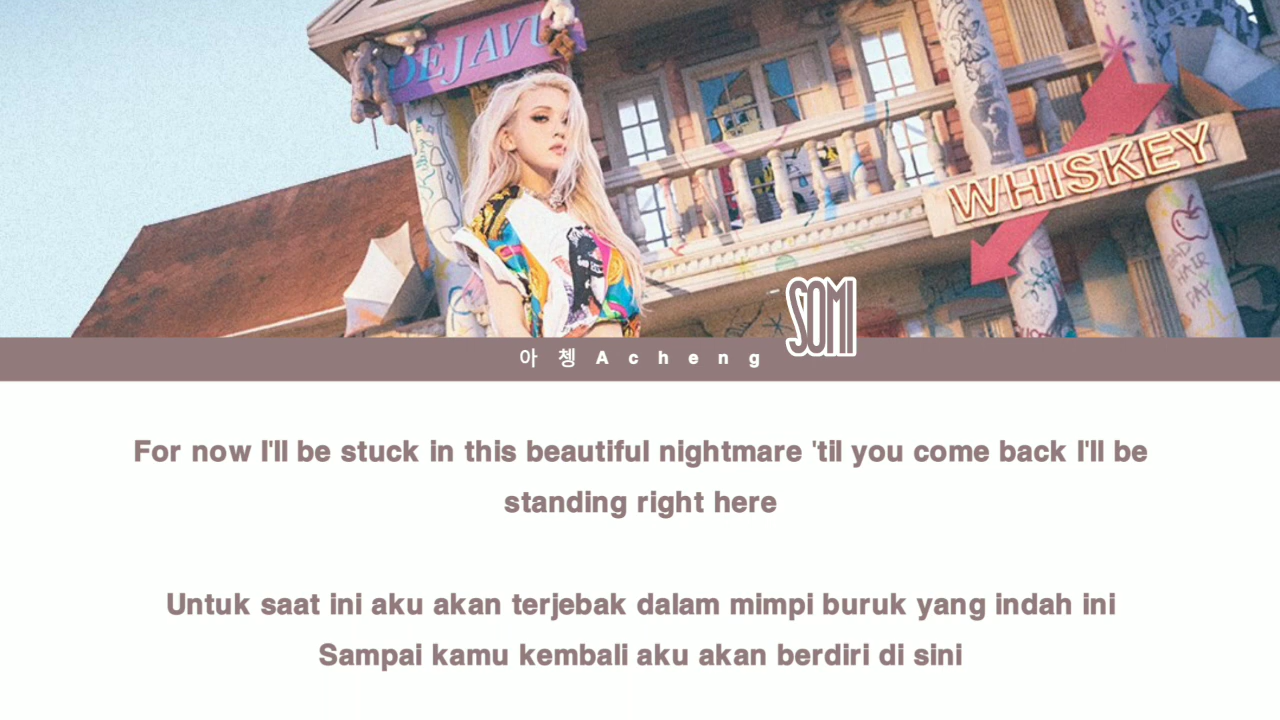 DEJAVU
WHISKEY
BAD
HAIR
DAY
SOMI
아 쳉 A c h e n g
For now I'll be stuck in this beautiful nightmare 'til you come back I'll be
standing right here
Untuk saat ini aku akan terjebak dalam mimpi buruk yang indah ini
Sampai kamu kembali aku akan berdiri di sini